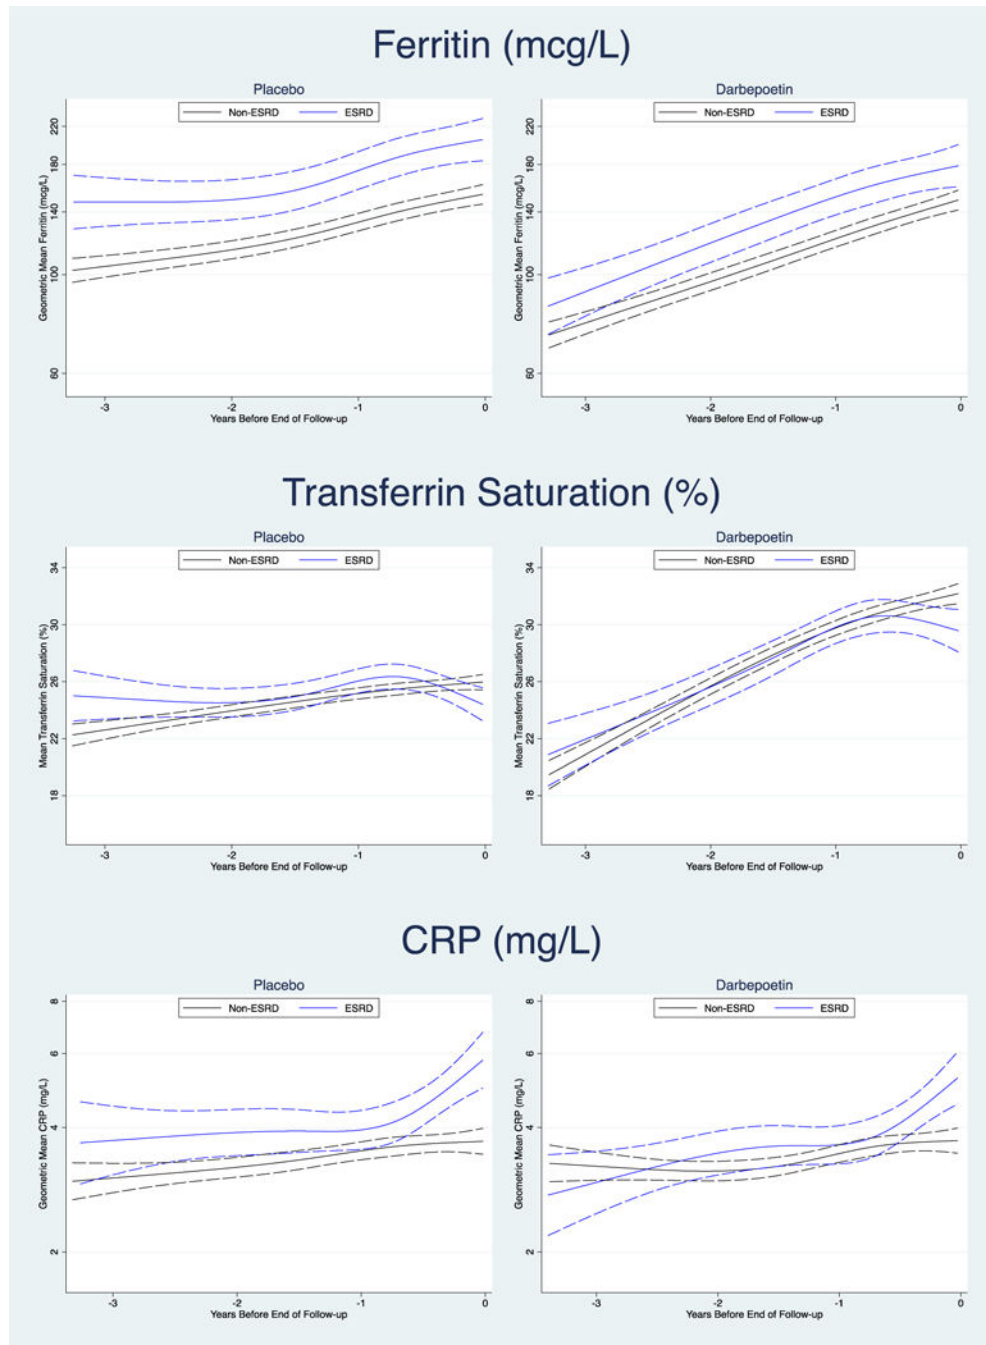 Ferritin (mcg/L)
Placebo
Darbepoetin
Non-ESRD ESRD
Non-ESRD ESRD
Geometric Mean Ferritin (mcg/L)
220
180
140
100
60
-3 -2 -1 0
Years Before End of Follow-up
Geometric Mean Ferritin (mcg/L)
220
180
140
100
60
-3 -2 -1 0
Years Before End of Follow-up
Transferrin Saturation (%)
Placebo
Darbepoetin
Non-ESRD ESRD
Non-ESRD ESRD
Mean Transferrin Saturation (%)
34
30
26
22
18
-3 -2 -1 0
Years Before End of Follow-up
Mean Transferrin Saturation (%)
34
30
26
22
18
-3 -2 -1 0
Years Before End of Follow-up
CRP (mg/L)
Placebo
Darbepoetin
Non-ESRD ESRD
Non-ESRD ESRD
Geometric Mean CRP (mg/L)
8
6
4
2
-3 -2 -1 0
Years Before End of Follow-up
Geometric Mean CRP (mg/L)
8
6
4
2
-3 -2 -1 0
Years Before End of Follow-up